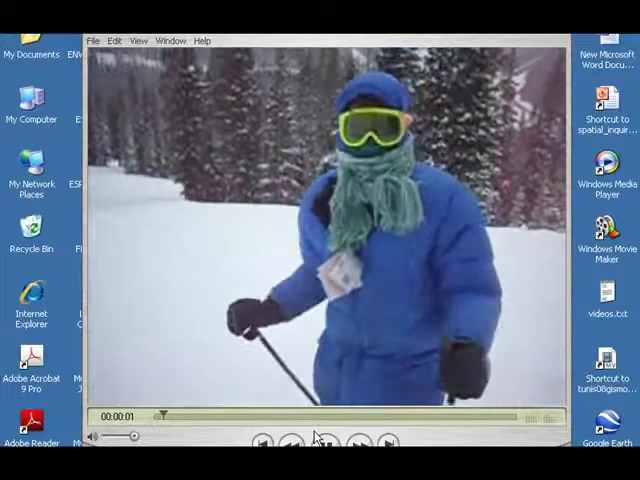 File Edit View Window Help
My Documents
ENV
My Computer
My Network
Places
ESF
Recycle Bin
Internet
Explorer
Adobe Acrobat
9 Pro
Adobe Reader
00:00:01
New Microsoft
Word Docu...
Shortcut to
spatial_inquir...
Windows Media
Player
Windows Movie
Maker
videos.txt
Shortcut to
tunis08gismo...
Google Earth